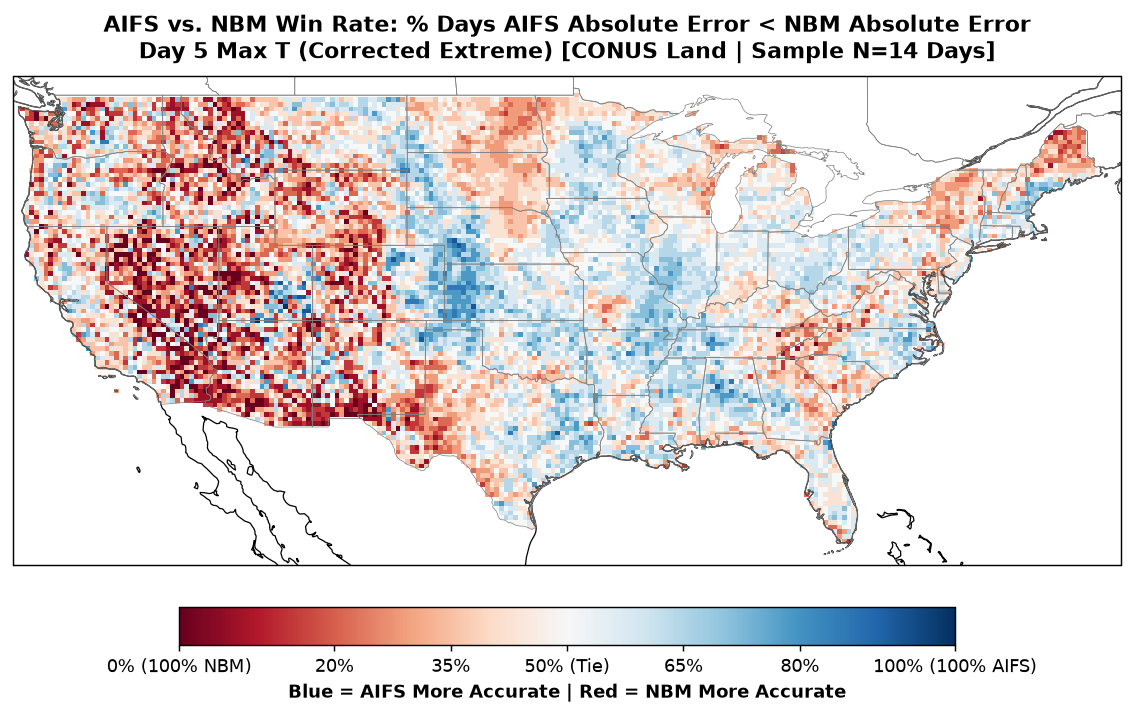 AIFS vs. NBM Win Rate: % Days AIFS Absolute Error < NBM Absolute Error
Day 5 Max T (Corrected Extreme) [CONUS Land | Sample N=14 Days]
0% (100% NBM) 20% 35% 50% (Tie) 65% 80% 100% (100% AIFS)
Blue = AIFS More Accurate | Red = NBM More Accurate